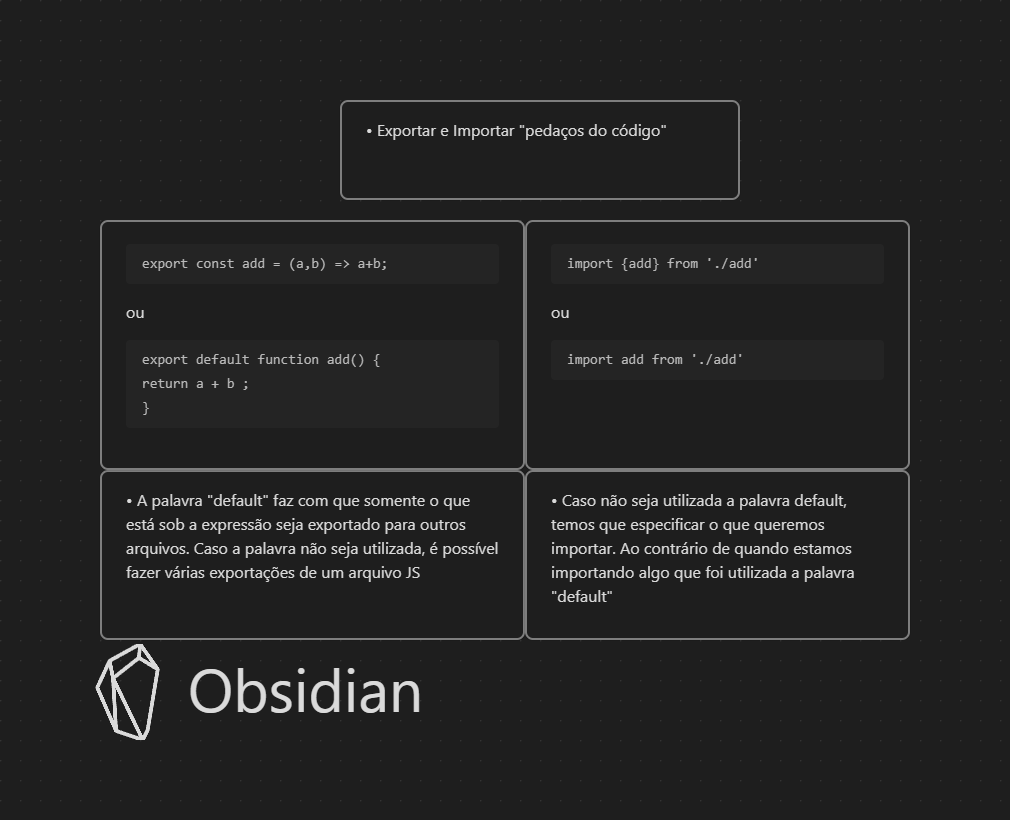 • Exportar e Importar "pedaços do código"
export const add = (a,b) => a+b;
ou
export default function add() {
return a + b ;
}
import {add} from './add'
ou
import add from './add'
• A palavra "default" faz com que somente o que
está sob a expressão seja exportado para outros
arquivos. Caso a palavra não seja utilizada, é possível
fazer várias exportações de um arquivo JS
• Caso não seja utilizada a palavra default,
temos que especificar o que queremos
importar. Ao contrário de quando estamos
importando algo que foi utilizada a palavra
"default"
Obsidian